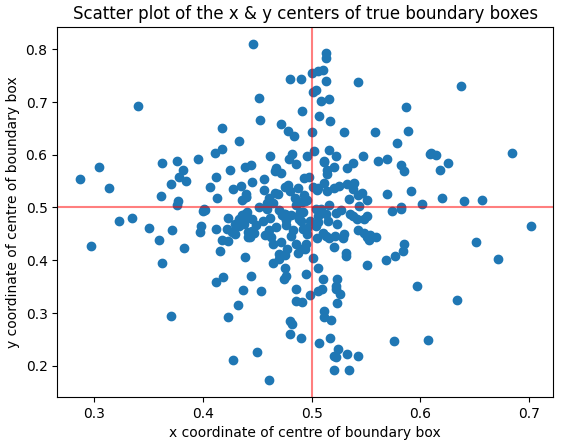 Scatter plot of the x & y centers of true boundary boxes
y coordinate of centre of boundary box
0.8
0.7
0.6
0.5
0.4
0.3
0.2
0.3 0.4 0.5 0.6 0.7
x coordinate of centre of boundary box